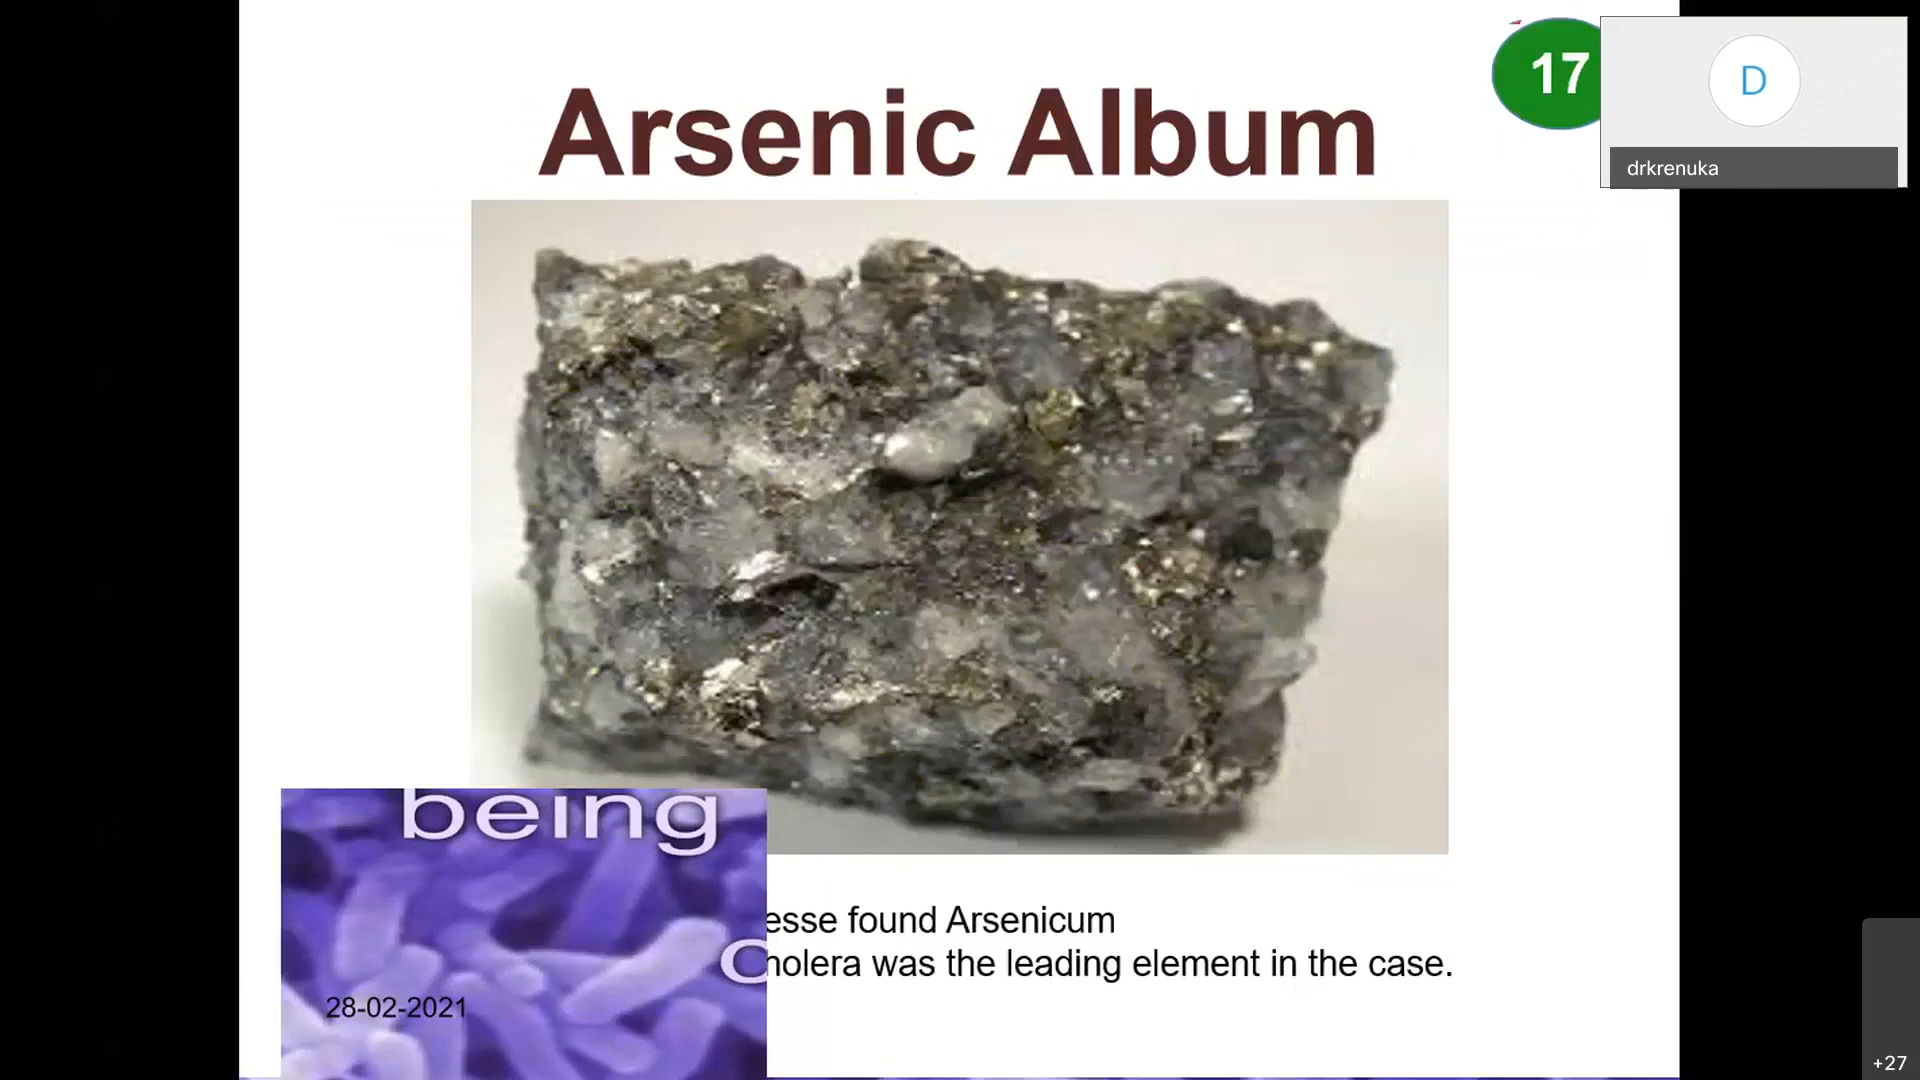 17
D
Arsenic Album
drkrenuka
being
esse found Arsenicum
holera was the leading element in the case.
28-02-2021
+27